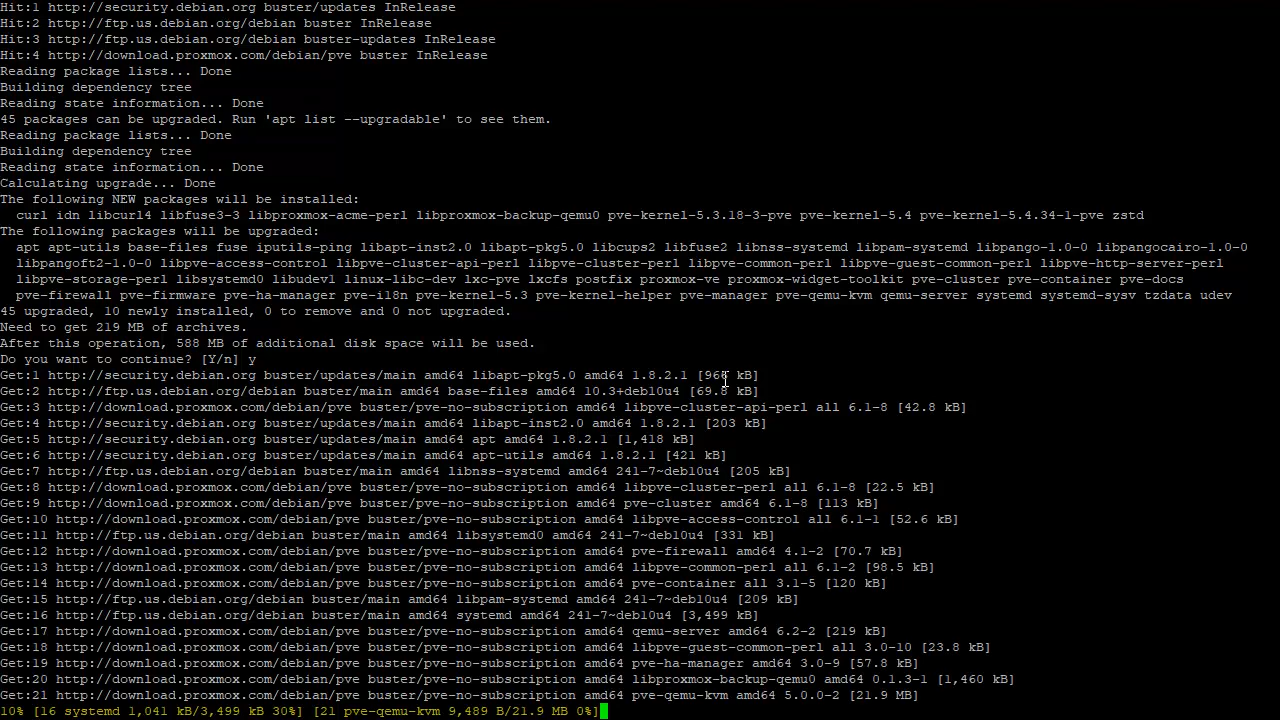 Hit:1 http://security.debian.org buster/updates InRelease
Hit:2 http://ftp.us.debian.org/debian buster InRelease
Hit:3 http://ftp.us.debian.org/debian buster-updates InRelease
Hit:4 http://download.proxmox.com/debian/pve buster InRelease
Reading package lists... Done
Building dependency tree
Reading state information... Done
45 packages can be upgraded. Run 'apt list --upgradable' to see them.
Reading package lists... Done
Building dependency tree
Reading state information... Done
Calculating upgrade... Done
The following NEW packages will be installed:
curl idn libcurl4 libfuse3-3 libproxmox-acme-perl libproxmox-backup-qemu0 pve-kernel-5.3.18-3-pve pve-kernel-5.4 pve-kernel-5.4.34-1-pve zstd
The following packages will be upgraded:
apt apt-utils base-files fuse iputils-ping libapt-inst2.0 libapt-pkg5.0 libcups2 libfuse2 libnss-systemd libpam-systemd libpango-1.0-0 libpangocairo-1.0-0
libpangoft2-1.0-0 libpve-access-control libpve-cluster-api-perl libpve-cluster-perl libpve-common-perl libpve-guest-common-perl libpve-http-server-perl
libpve-storage-perl libsystemd0 libudev1 linux-libc-dev lxc-pve lxcfs postfix proxmox-ve proxmox-widget-toolkit pve-cluster pve-container pve-docs
pve-firewall pve-firmware pve-ha-manager pve-i18n pve-kernel-5.3 pve-kernel-helper pve-manager pve-qemu-kvm qemu-server systemd systemd-sysv tzdata udev
45 upgraded, 10 newly installed, 0 to remove and 0 not upgraded.
Need to get 219 MB of archives.
After this operation, 588 MB of additional disk space will be used.
Do you want to continue? [Y/n] y
Get:1 http://security.debian.org buster/updates/main amd64 libapt-pkg5.0 amd64 1.8.2.1 kB]
Get:2 http://ftp.us.debian.org/debian buster/main amd64 base-files amd64 10.3+deb10u4 [69.8 kB]
Get:3 http://download.proxmox.com/debian/pve buster/pve-no-subscription amd64 libpve-cluster-api-perl all 6.1-8 [42.8 kB]
Get:4 http://security.debian.org buster/updates/main amd64 libapt-inst2.0 amd64 1.8.2.1 [203 kB]
Get:5 http://security.debian.org buster/updates/main amd64 apt amd64 1.8.2.1 [1,418 kB]
Get:6 http://security.debian.org buster/updates/main amd64 apt-utils amd64 1.8.2.1 [421 kB]
Get:7 http://ftp.us.debian.org/debian buster/main amd64 libnss-systemd amd64 241-7~deb10u4 [205 kB]
Get:8 http://download.proxmox.com/debian/pve buster/pve-no-subscription amd64 libpve-cluster-perl all 6.1-8 [22.5 kB]
Get:9 http://download.proxmox.com/debian/pve buster/pve-no-subscription amd64 pve-cluster amd64 6.1-8 [113 kB]
Get:10 http://download.proxmox.com/debian/pve buster/pve-no-subscription amd64 libpve-access-control all 6.1-1 [52.6 kB]
Get:11 http://ftp.us.debian.org/debian buster/main amd64 libsystemd0 amd64 241-7~deb10u4 [331 kB]
Get:12 http://download.proxmox.com/debian/pve buster/pve-no-subscription amd64 pve-firewall amd64 4.1-2 [70.7 kB]
Get:13 http://download.proxmox.com/debian/pve buster/pve-no-subscription amd64 libpve-common-perl all 6.1-2 [98.5 kB]
Get:14 http://download.proxmox.com/debian/pve buster/pve-no-subscription amd64 pve-container all 3.1-5 [120 kB]
Get:15 http://ftp.us.debian.org/debian buster/main amd64 libpam-systemd amd64 241-7~deb10u4 [209 kB]
Get:16 http://ftp.us.debian.org/debian buster/main amd64 systemd amd64 241-7~deb10u4 [3,499 kB]
Get:17 http://download.proxmox.com/debian/pve buster/pve-no-subscription amd64 qemu-server amd64 6.2-2 [219 kB]
Get:18 http://download.proxmox.com/debian/pve buster/pve-no-subscription amd64 libpve-guest-common-perl all 3.0-10 [23.8 kB]
Get:19 http://download.proxmox.com/debian/pve buster/pve-no-subscription amd64 pve-ha-manager amd64 3.0-9 [57.8 kB]
Get:20 http://download.proxmox.com/debian/pve buster/pve-no-subscription amd64 libproxmox-backup-qemu0 amd64 0.1.3-1 [1,460 kB]
Get:21 http://download.proxmox.com/debian/pve buster/pve-no-subscription amd64 pve-qemu-kvm amd64 5.0.0-2 [21.9 MB]
10% [16 systemd 1,041 kB/3,499 kB 30%] [21 pve-qemu-kvm 9,489 B/21.9 MB 0%]